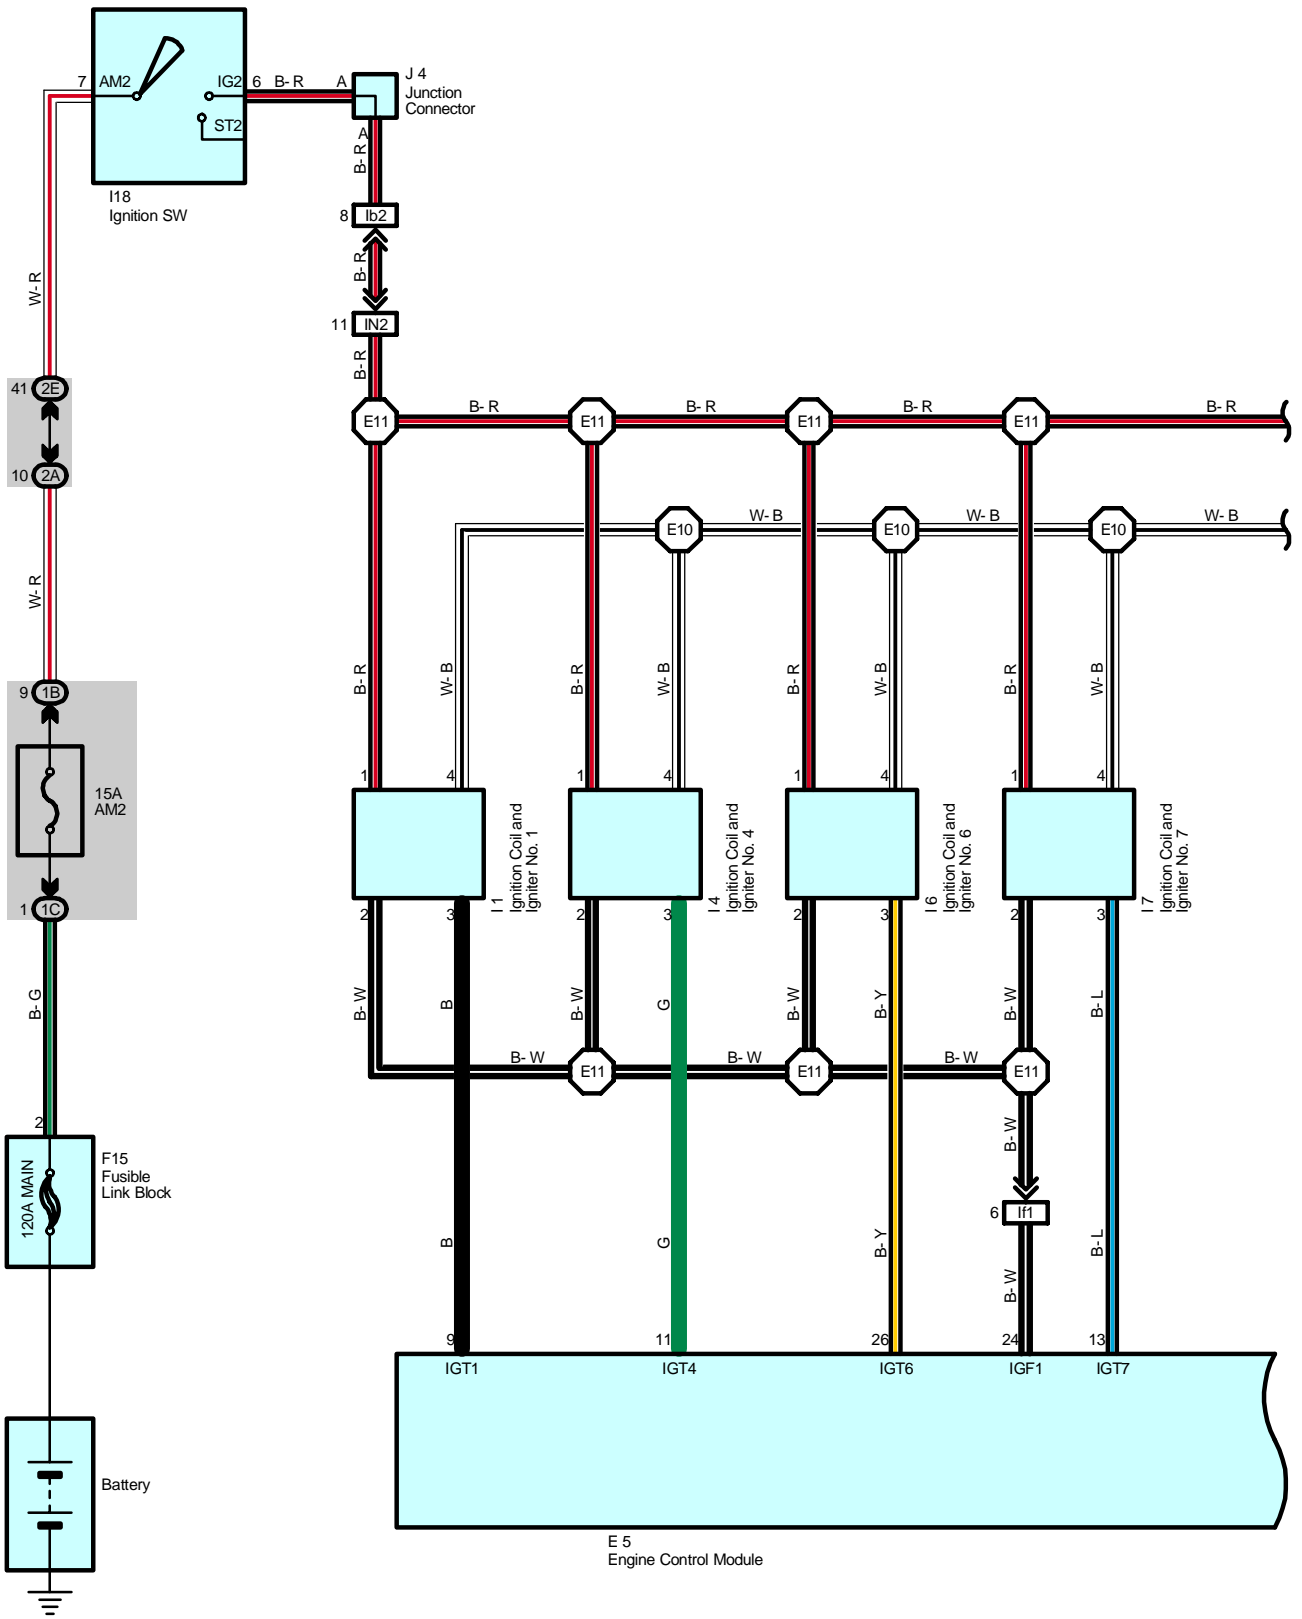 7
AM2
IG2
6
B- R
A
ST2
I18
Ignition SW
J 4
Junction
Connector
A
B- R
8
Ib2
B- R
11
IN2
B- R
W- R
41
2E
10
2A
W- R
9
1B
15A
AM2
1
1C
B- G
2
120A MAIN
F15
Fusible
Link Block
Battery
E11
B- R
E11
B- R
E11
B- R
E11
B- R
E10
W- B
E10
W- B
E10
W- B
B- R
W- B
B- R
W- B
B- R
W- B
B- R
W- B
1
4
1
4
1
4
1
4
I 1
Ignition Coil and
Igniter No. 1
I 4
Ignition Coil and
Igniter No. 4
I 6
Ignition Coil and
Igniter No. 6
I 7
Ignition Coil and
Igniter No. 7
2
3
2
3
2
3
2
3
B- W
B
B- W
G
B- W
B- Y
B- W
B- L
B- W
E11
B- W
E11
B- W
E11
B- W
6
If1
B
G
B- Y
B- W
B- L
9
11
26
24
13
IGT1
IGT4
IGT6
IGF1
IGT7
E 5
Engine Control Module